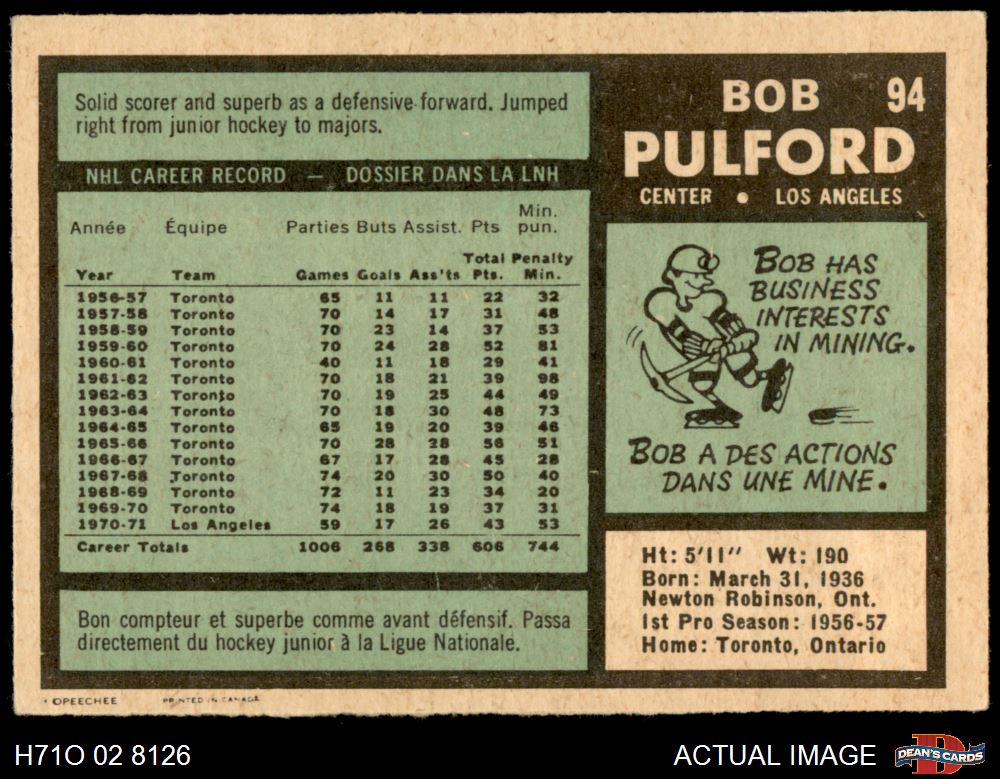 Solid scorer and superb as a defensive forward. Jumped
right from junior hockey to majors.
NHL CAREER RECORD — DOSSIER DANS LA LNH
Année Équipe Parties Buts Assist. Pts Min. pun.
Year Team Games Goals Ass'ts Total Pts. Penalty Min.
1956-57 Toronto 65 11 11 22 32
1957-58 Toronto 70 14 17 31 48
1958-59 Toronto 70 23 14 37 53
1959-60 Toronto 70 24 28 52 81
1960-61 Toronto 40 11 18 29 41
1961-62 Toronto 70 18 21 39 98
1962-63 Toronto 70 19 25 44 49
1963-64 Toronto 70 18 30 48 73
1964-65 Toronto 65 19 20 39 46
1965-66 Toronto 70 28 28 56 51
1966-67 Toronto 67 17 28 45 28
1967-68 Toronto 74 20 30 50 40
1968-69 Toronto 72 11 23 34 20
1969-70 Toronto 74 18 19 37 31
1970-71 Los Angeles 59 17 26 43 53
Career Totals 1006 268 338 606 744
Bon compteur et superbe comme avant défensif. Passa
directement du hockey junior à la Ligue Nationale.
BOB 94
PULFORD
CENTER • LOS ANGELES
BOB HAS
BUSINESS
INTERESTS
IN MINING.
BOB A DES ACTIONS
DANS UNE MINE.
Ht: 5'11" Wt: 190
Born: March 31, 1936
Newton Robinson, Ont.
1st Pro Season: 1956-57
Home: Toronto, Ontario
* OPEECHEE PRINTED IN CANADA
H71O 02 8126 ACTUAL IMAGE DEAN'S CARDS